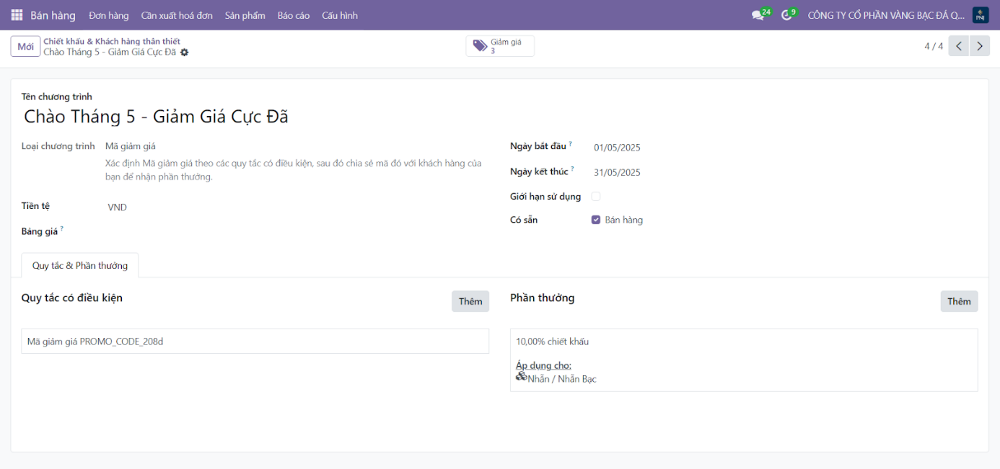 Bán hàng Đơn hàng Cần xuất hoá đơn Sản phẩm Báo cáo Cấu hình 24 9 CÔNG TY CỔ PHẦN VÀNG BẠC ĐÁ Q... PNJ
Mới Chiết khấu & Khách hàng thân thiết
Chào Tháng 5 - Giảm Giá Cực Đã
Giảm giá
3
4 / 4
Tên chương trình
Chào Tháng 5 - Giảm Giá Cực Đã
Loại chương trình Mã giảm giá
Xác định Mã giảm giá theo các quy tắc có điều kiện, sau đó chia sẻ mã đó với khách hàng của
bạn để nhận phần thưởng.
Tiền tệ VND
Bảng giá ?
Ngày bắt đầu ? 01/05/2025
Ngày kết thúc ? 31/05/2025
Giới hạn sử dụng
Có sẵn Bán hàng
Quy tắc & Phần thưởng
Quy tắc có điều kiện Thêm
Mã giảm giá PROMO_CODE_208d
Phần thưởng Thêm
10,00% chiết khấu
Áp dụng cho:
Nhẫn / Nhẫn Bạc